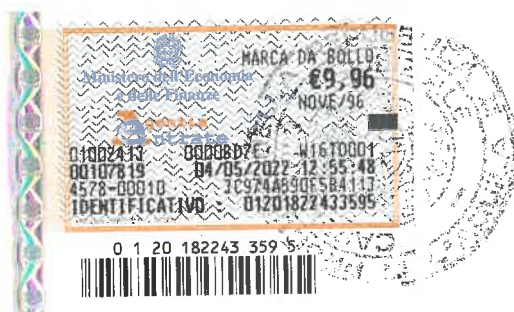 Ministero dell'Economia
e delle Finanze
MARCA DA BOLLO
€9,96
NOVE/96
Agenzia
Entrate
01002413 00008D7E W16T0001
00107819 04/05/2022 12:55:48
4578-00010 3C974A890F5B4113
IDENTIFICATIVO : 01201822433595
0 1 20 182243 359 5